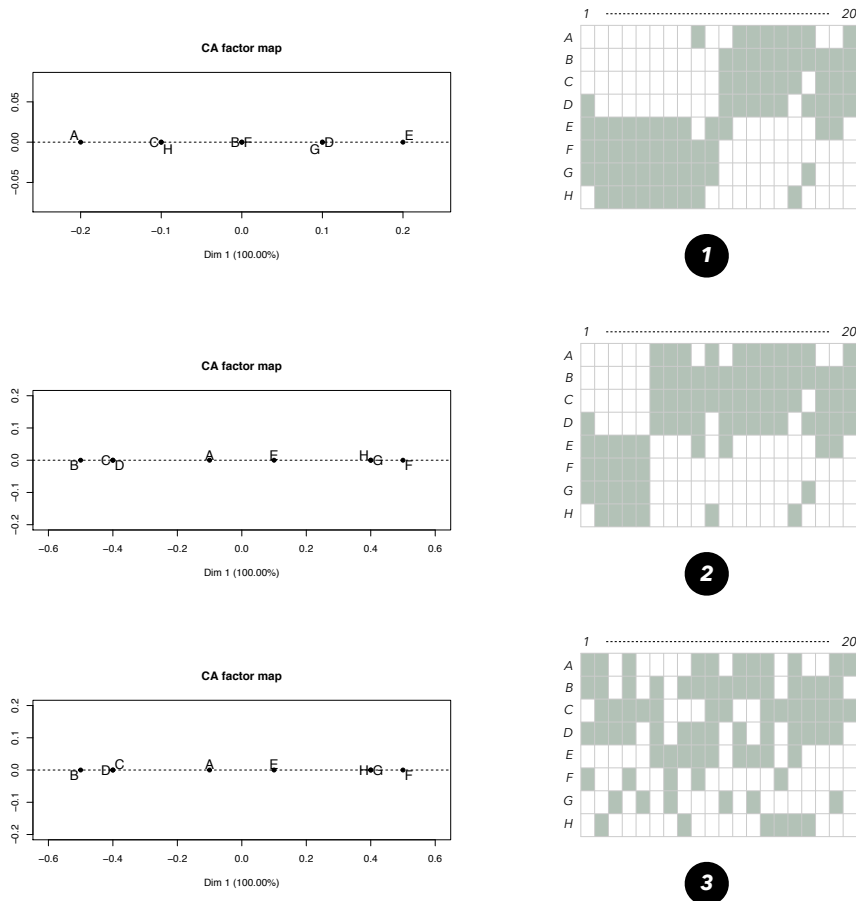 1 20
CA factor map
A
B
C
D
E
F
G
H
0.05
0.00
−0.05
A C H B F G D E
−0.2 −0.1 0.0 0.1 0.2
Dim 1 (100.00%)
1
1 20
CA factor map
A
B
C
D
E
F
G
H
0.2
0.1
0.0
−0.1
−0.2
B C D A E H G F
−0.6 −0.4 −0.2 0.0 0.2 0.4 0.6
Dim 1 (100.00%)
2
1 20
CA factor map
A
B
C
D
E
F
G
H
0.2
0.1
0.0
−0.1
−0.2
B D C A E H G F
−0.6 −0.4 −0.2 0.0 0.2 0.4 0.6
Dim 1 (100.00%)
3